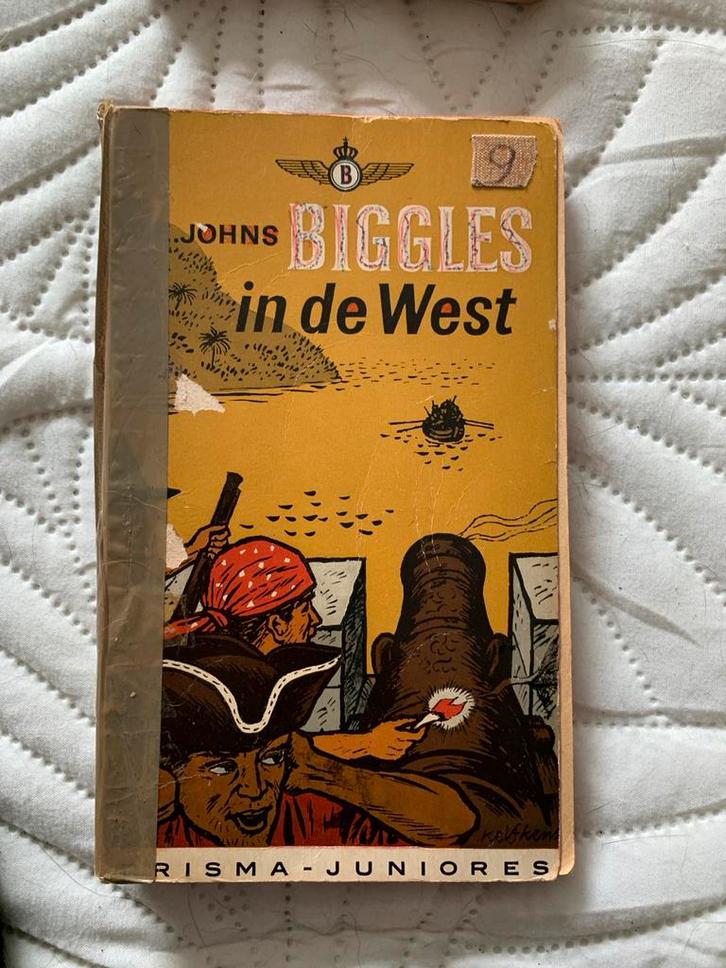 B
9
JOHNS BIGGLES
in de West
RISMA-JUNIORES